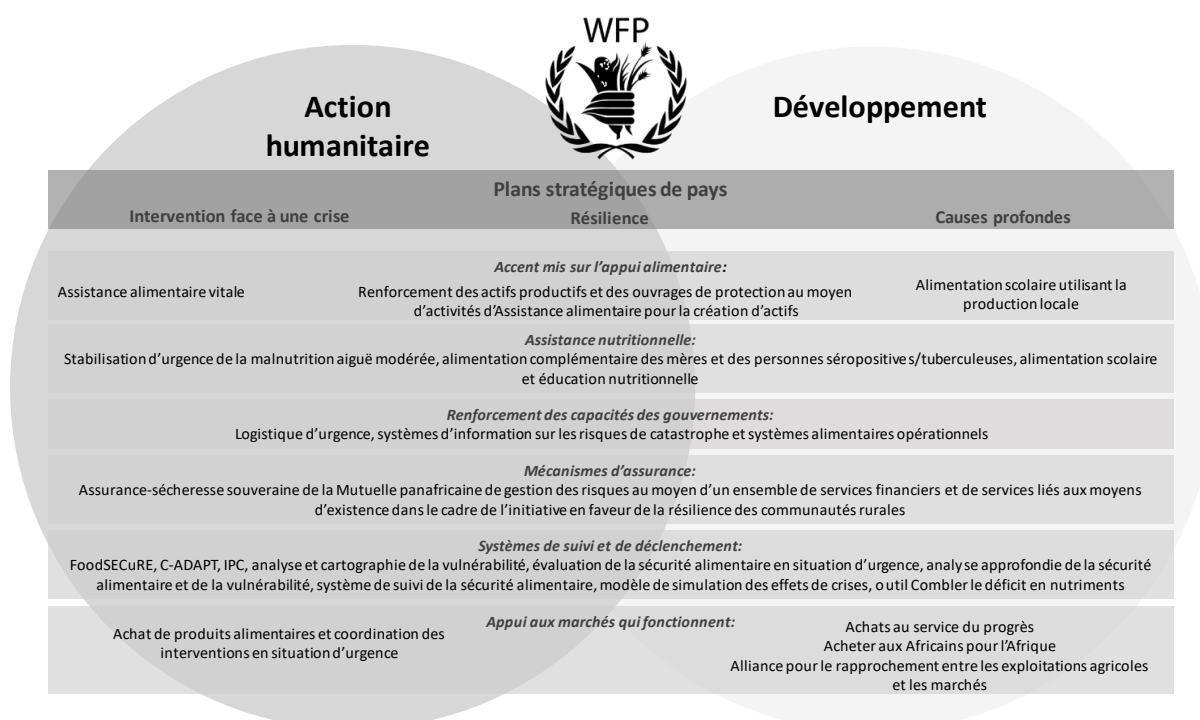 WFP
Action
humanitaire
Développement
Plans stratégiques de pays
Intervention face à une crise
Résilience
Causes profondes
Accent mis sur l'appui alimentaire:
Assistance alimentaire vitale
Renforcement des actifs productifs et des ouvrages de protection au moyen
d'activités d'Assistance alimentaire pour la création d'actifs
Alimentation scolaire utilisant la
production locale
Assistance nutritionnelle:
Stabilisation d'urgence de la malnutrition aiguë modérée, alimentation complémentaire des mères et des personnes séropositives/tuberculeuses, alimentation scolaire
et éducation nutritionnelle
Renforcement des capacités des gouvernements:
Logistique d'urgence, systèmes d'information sur les risques de catastrophe et systèmes alimentaires opérationnels
Mécanismes d'assurance:
Assurance-sécheresse souveraine de la Mutuelle panafricaine de gestion des risques au moyen d'un ensemble de services financiers et de services liés aux moyens
d'existence dans le cadre de l'initiative en faveur de la résilience des communautés rurales
Systèmes de suivi et de déclenchement:
FoodSECuRE, C-ADAPT, IPC, analyse et cartographie de la vulnérabilité, évaluation de la sécurité alimentaire en situation d'urgence, analyse approfondie de la sécurité
alimentaire et de la vulnérabilité, système de suivi de la sécurité alimentaire, modèle de simulation des effets de crises, outil Combler le déficit en nutriments
Appui aux marchés qui fonctionnent:
Achat de produits alimentaires et coordination des
interventions en situation d'urgence
Achats au service du progrès
Acheter aux Africains pour l'Afrique
Alliance pour le rapprochement entre les exploitations agricoles
et les marchés